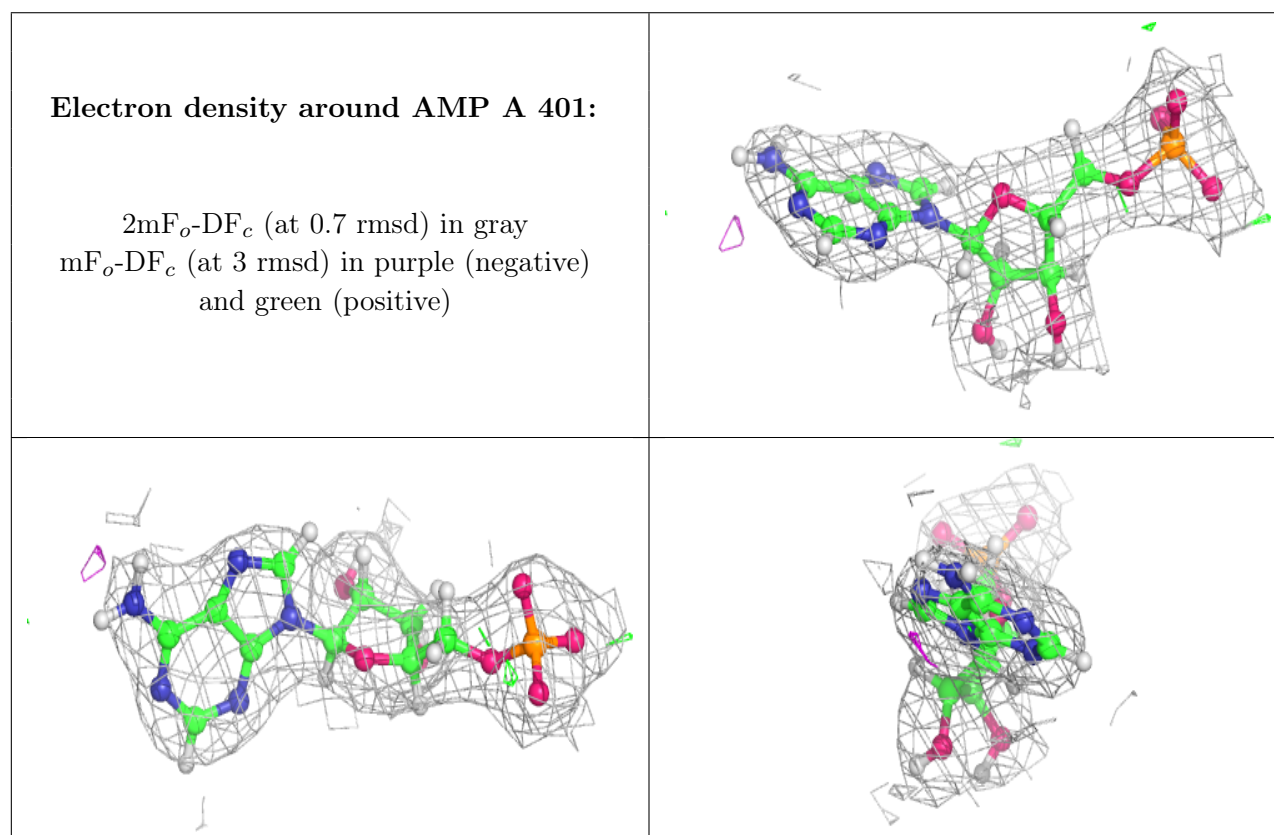 Electron density around AMP A 401:
2mFo-DFc (at 0.7 rmsd) in gray
mFo-DFc (at 3 rmsd) in purple (negative)
and green (positive)